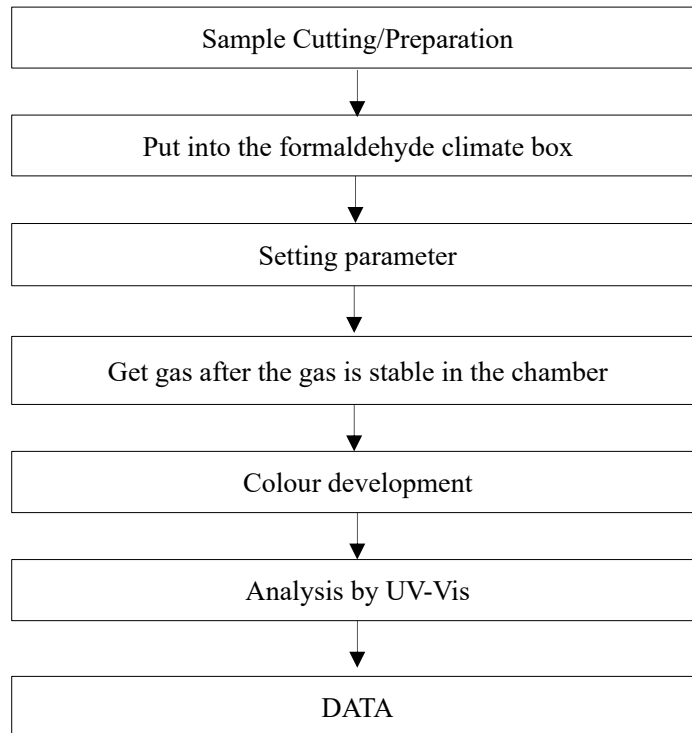 Sample Cutting/Preparation
Put into the formaldehyde climate box
Setting parameter
Get gas after the gas is stable in the chamber
Colour development
Analysis by UV-Vis
DATA